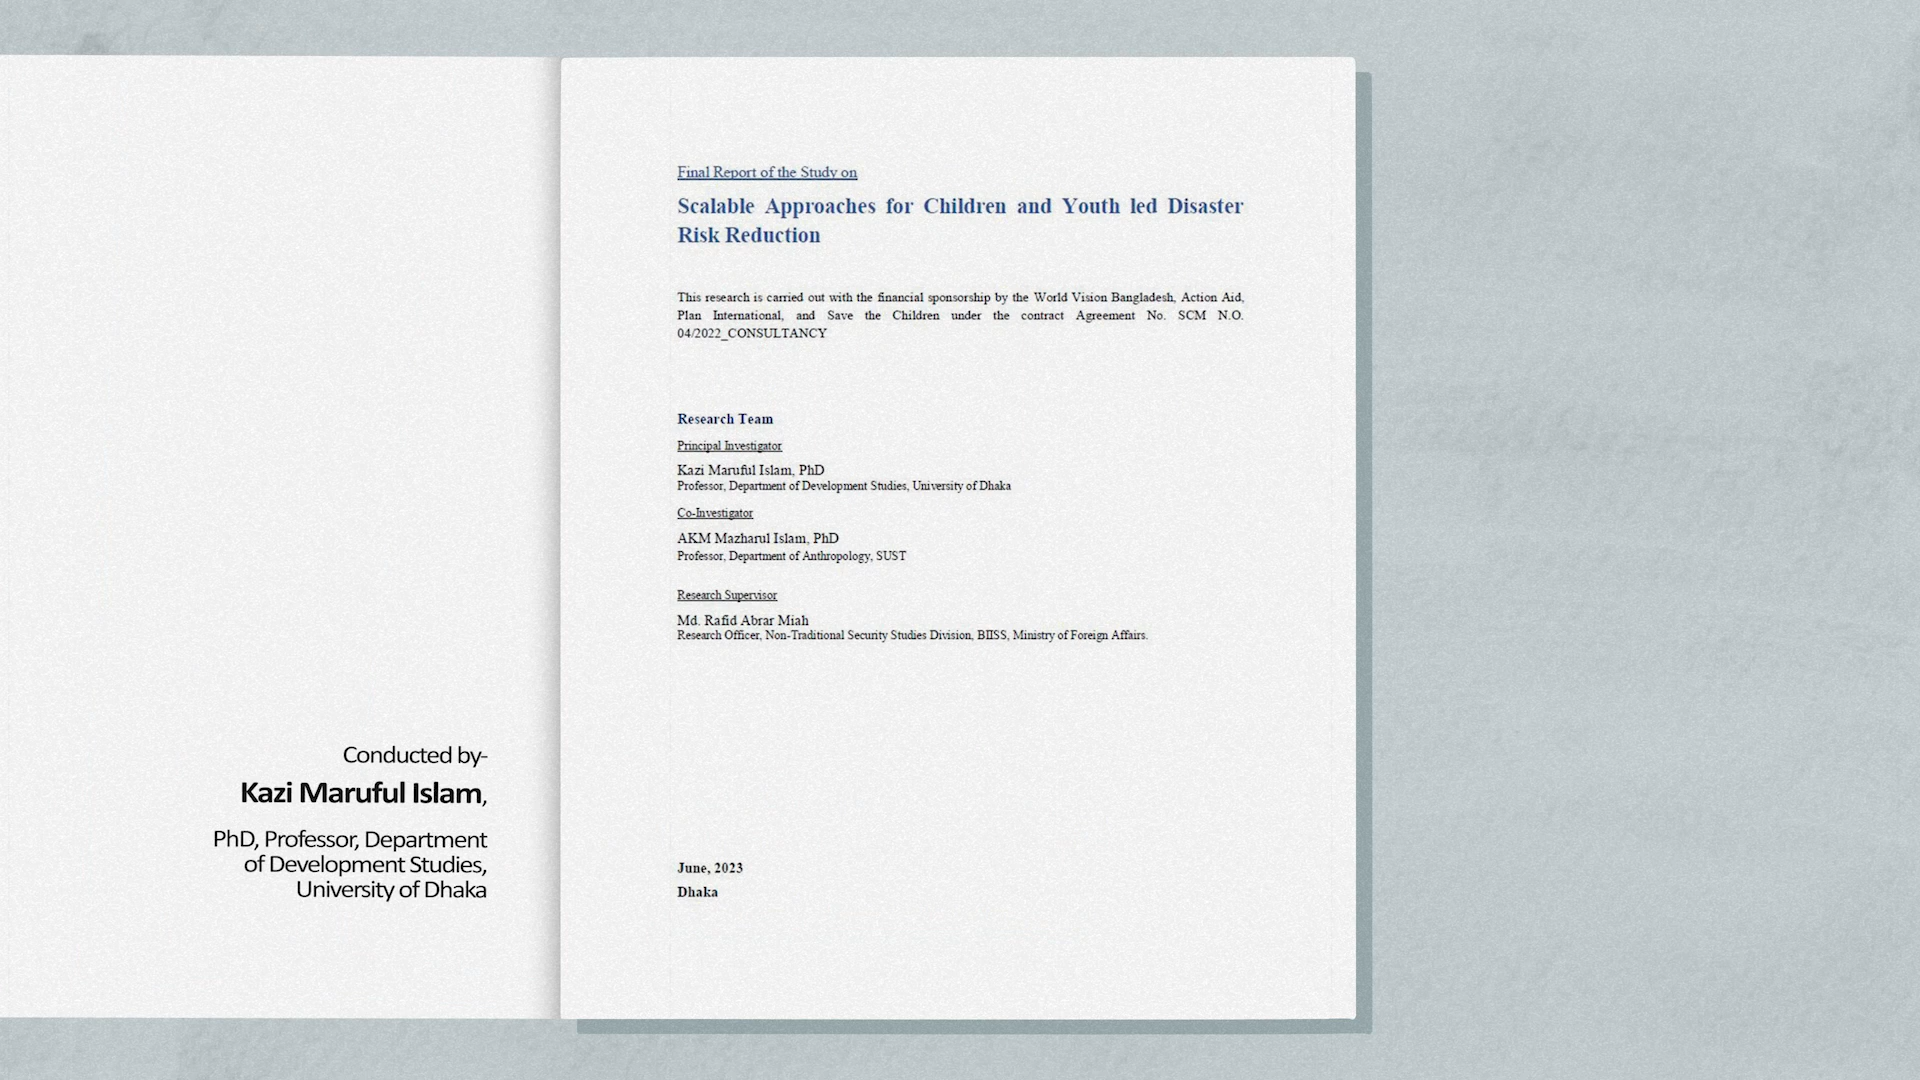 Conducted by-
Kazi Maruful Islam,
PhD, Professor, Department
of Development Studies,
University of Dhaka
Final Report of the Study on
Scalable Approaches for Children and Youth led Disaster
Risk Reduction
This research is carried out with the financial sponsorship by the World Vision Bangladesh, Action Aid,
Plan International, and Save the Children under the contract Agreement No. SCM N.O.
04/2022_CONSULTANCY
Research Team
Principal Investigator
Kazi Maruful Islam, PhD
Professor, Department of Development Studies, University of Dhaka
Co-Investigator
AKM Mazharul Islam, PhD
Professor, Department of Anthropology, SUST
Research Supervisor
Md. Rafid Abrar Miah
Research Officer, Non-Traditional Security Studies Division, BIISS, Ministry of Foreign Affairs.
June, 2023
Dhaka